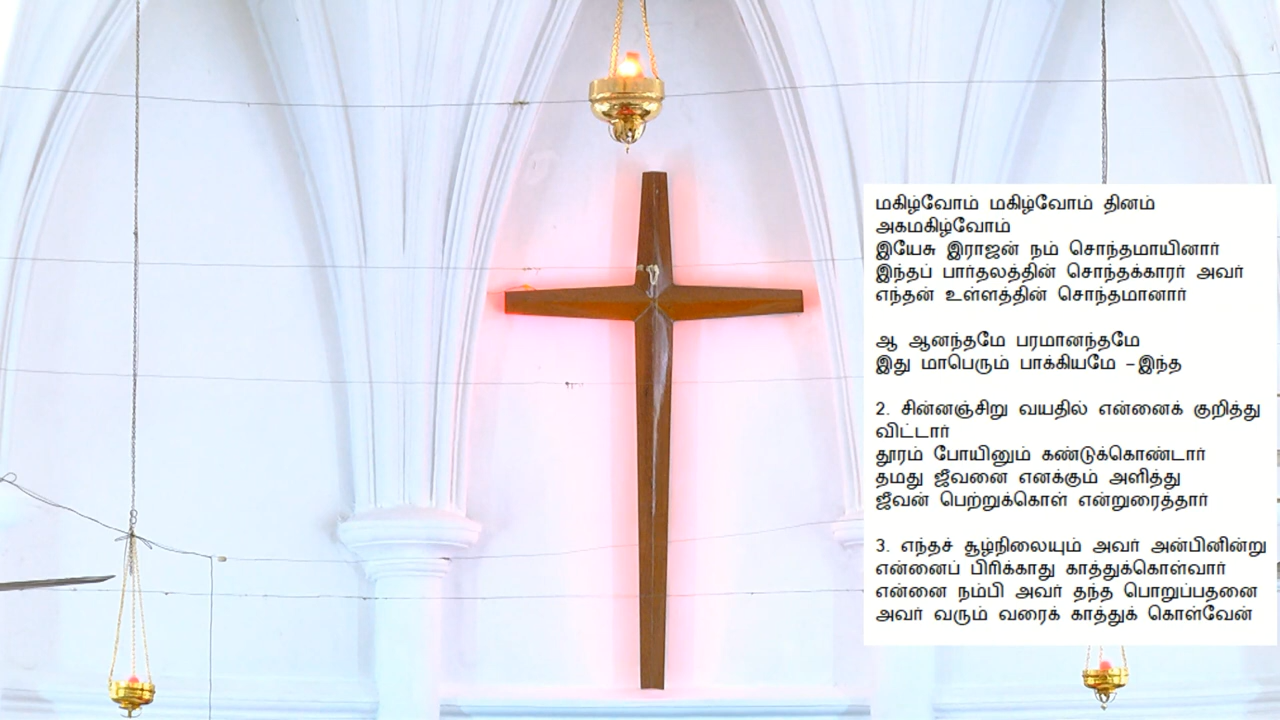 மகிழ்வோம் மகிழ்வோம் தினம்
அகமகிழ்வோம்
இயேசு இராஜன் நம் சொந்தமாயினார்
இந்தப் பார்தலத்தின் சொந்தக்காரர் அவர்
எந்தன் உள்ளத்தின் சொந்தமானார்
ஆ ஆனந்தமே பரமானந்தமே
இது மாபெரும் பாக்கியமே –இந்த
2. சின்னஞ்சிறு வயதில் என்னைக் குறித்து
விட்டார்
தூரம் போயினும் கண்டுக்கொண்டார்
தமது ஜீவனை எனக்கும் அளித்து
ஜீவன் பெற்றுக்கொள் என்றுரைத்தார்
3. எந்தச் சூழ்நிலையும் அவர் அன்பினின்று
என்னைப் பிரிக்காது காத்துக்கொள்வார்
என்னை நம்பி அவர் தந்த பொறுப்பதனை
அவர் வரும் வரைக் காத்துக் கொள்வேன்